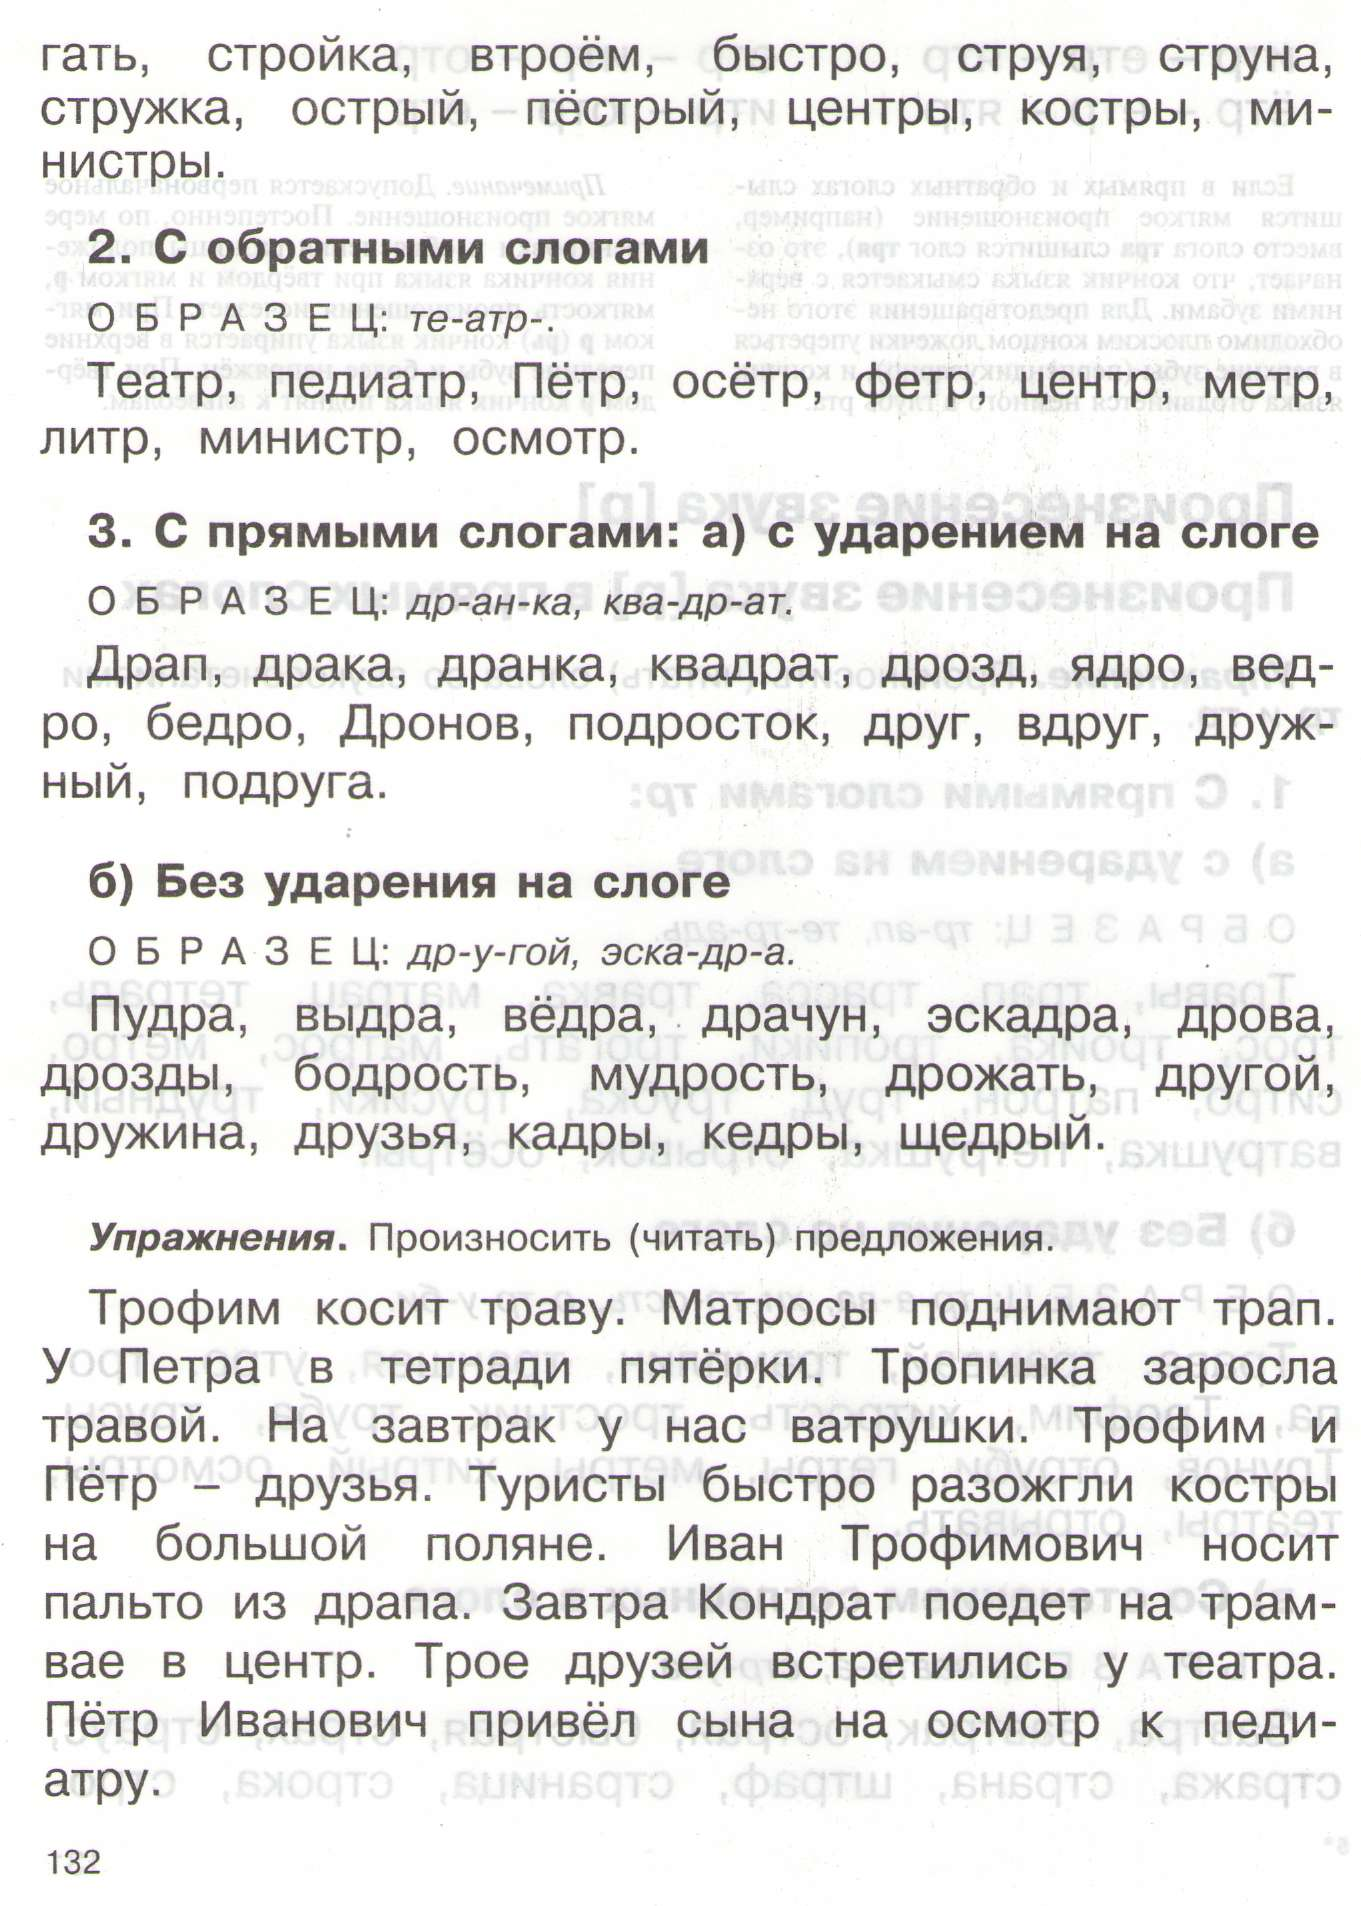 гать, стройка, втроём, быстро, струя, струна,
стружка, острый, пёстрый, центры, костры, ми-
нистры.
2. С обратными слогами
О Б Р А З Е Ц: те-атр-.
Театр, педиатр, Пётр, осётр, фетр, центр, метр,
литр, министр, осмотр.
3. С прямыми слогами: а) с ударением на слоге
О Б Р А З Е Ц: др-ан-ка, ква-др-ат.
Драп, драка, дранка, квадрат, дрозд, ядро, вед-
ро, бедро, Дронов, подросток, друг, вдруг, друж-
ный, подруга.
б) Без ударения на слоге
О Б Р А З Е Ц: др-у-гой, эска-др-а.
Пудра, выдра, вёдра, драчун, эскадра, дрова,
дрозды, бодрость, мудрость, дрожать, другой,
дружина, друзья, кадры, кедры, щедрый.
Упражнения. Произносить (читать) предложения.
Трофим косит траву. Матросы поднимают трап.
У Петра в тетради пятёрки. Тропинка заросла
травой. На завтрак у нас ватрушки. Трофим и
Пётр – друзья. Туристы быстро разожгли костры
на большой поляне. Иван Трофимович носит
пальто из драпа. Завтра Кондрат поедет на трам-
вае в центр. Трое друзей встретились у театра.
Пётр Иванович привёл сына на осмотр к педи-
атру.
132